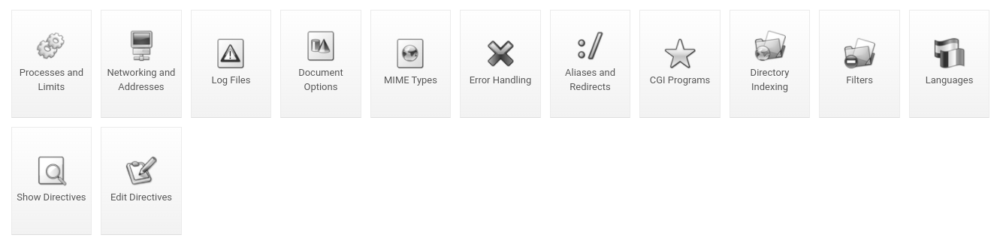 Processes and
Limits
Networking and
Addresses
Log Files
Document
Options
MIME Types
Error Handling
Aliases and
Redirects
CGI Programs
Directory
Indexing
Filters
Languages
Show Directives
Edit Directives